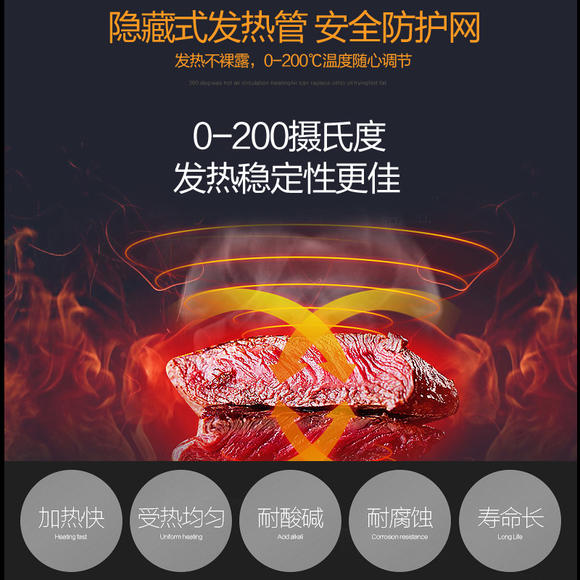 隐藏式发热管 安全防护网
发热不裸露，0-200℃温度随心调节
0-200摄氏度
发热稳定性更佳
加热快
Heating fast
受热均匀
Uniform heating
耐酸碱
Acid alkali
耐腐蚀
Corrosion resistance
寿命长
Long Life